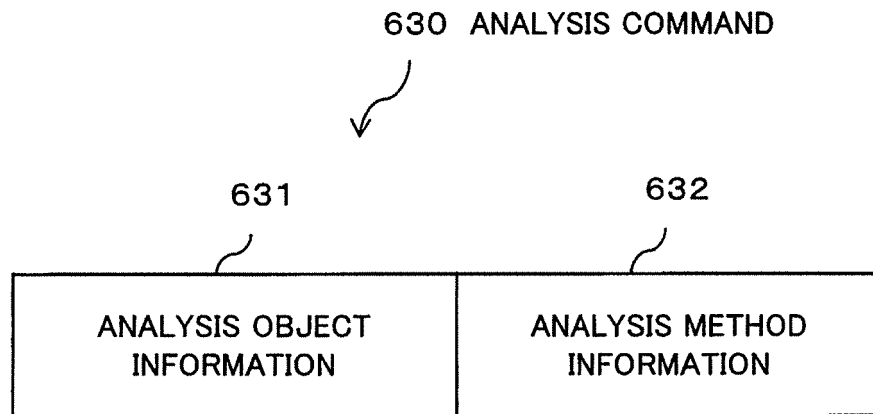 630 ANALYSIS COMMAND
631
632
ANALYSIS OBJECT
INFORMATION
ANALYSIS METHOD
INFORMATION